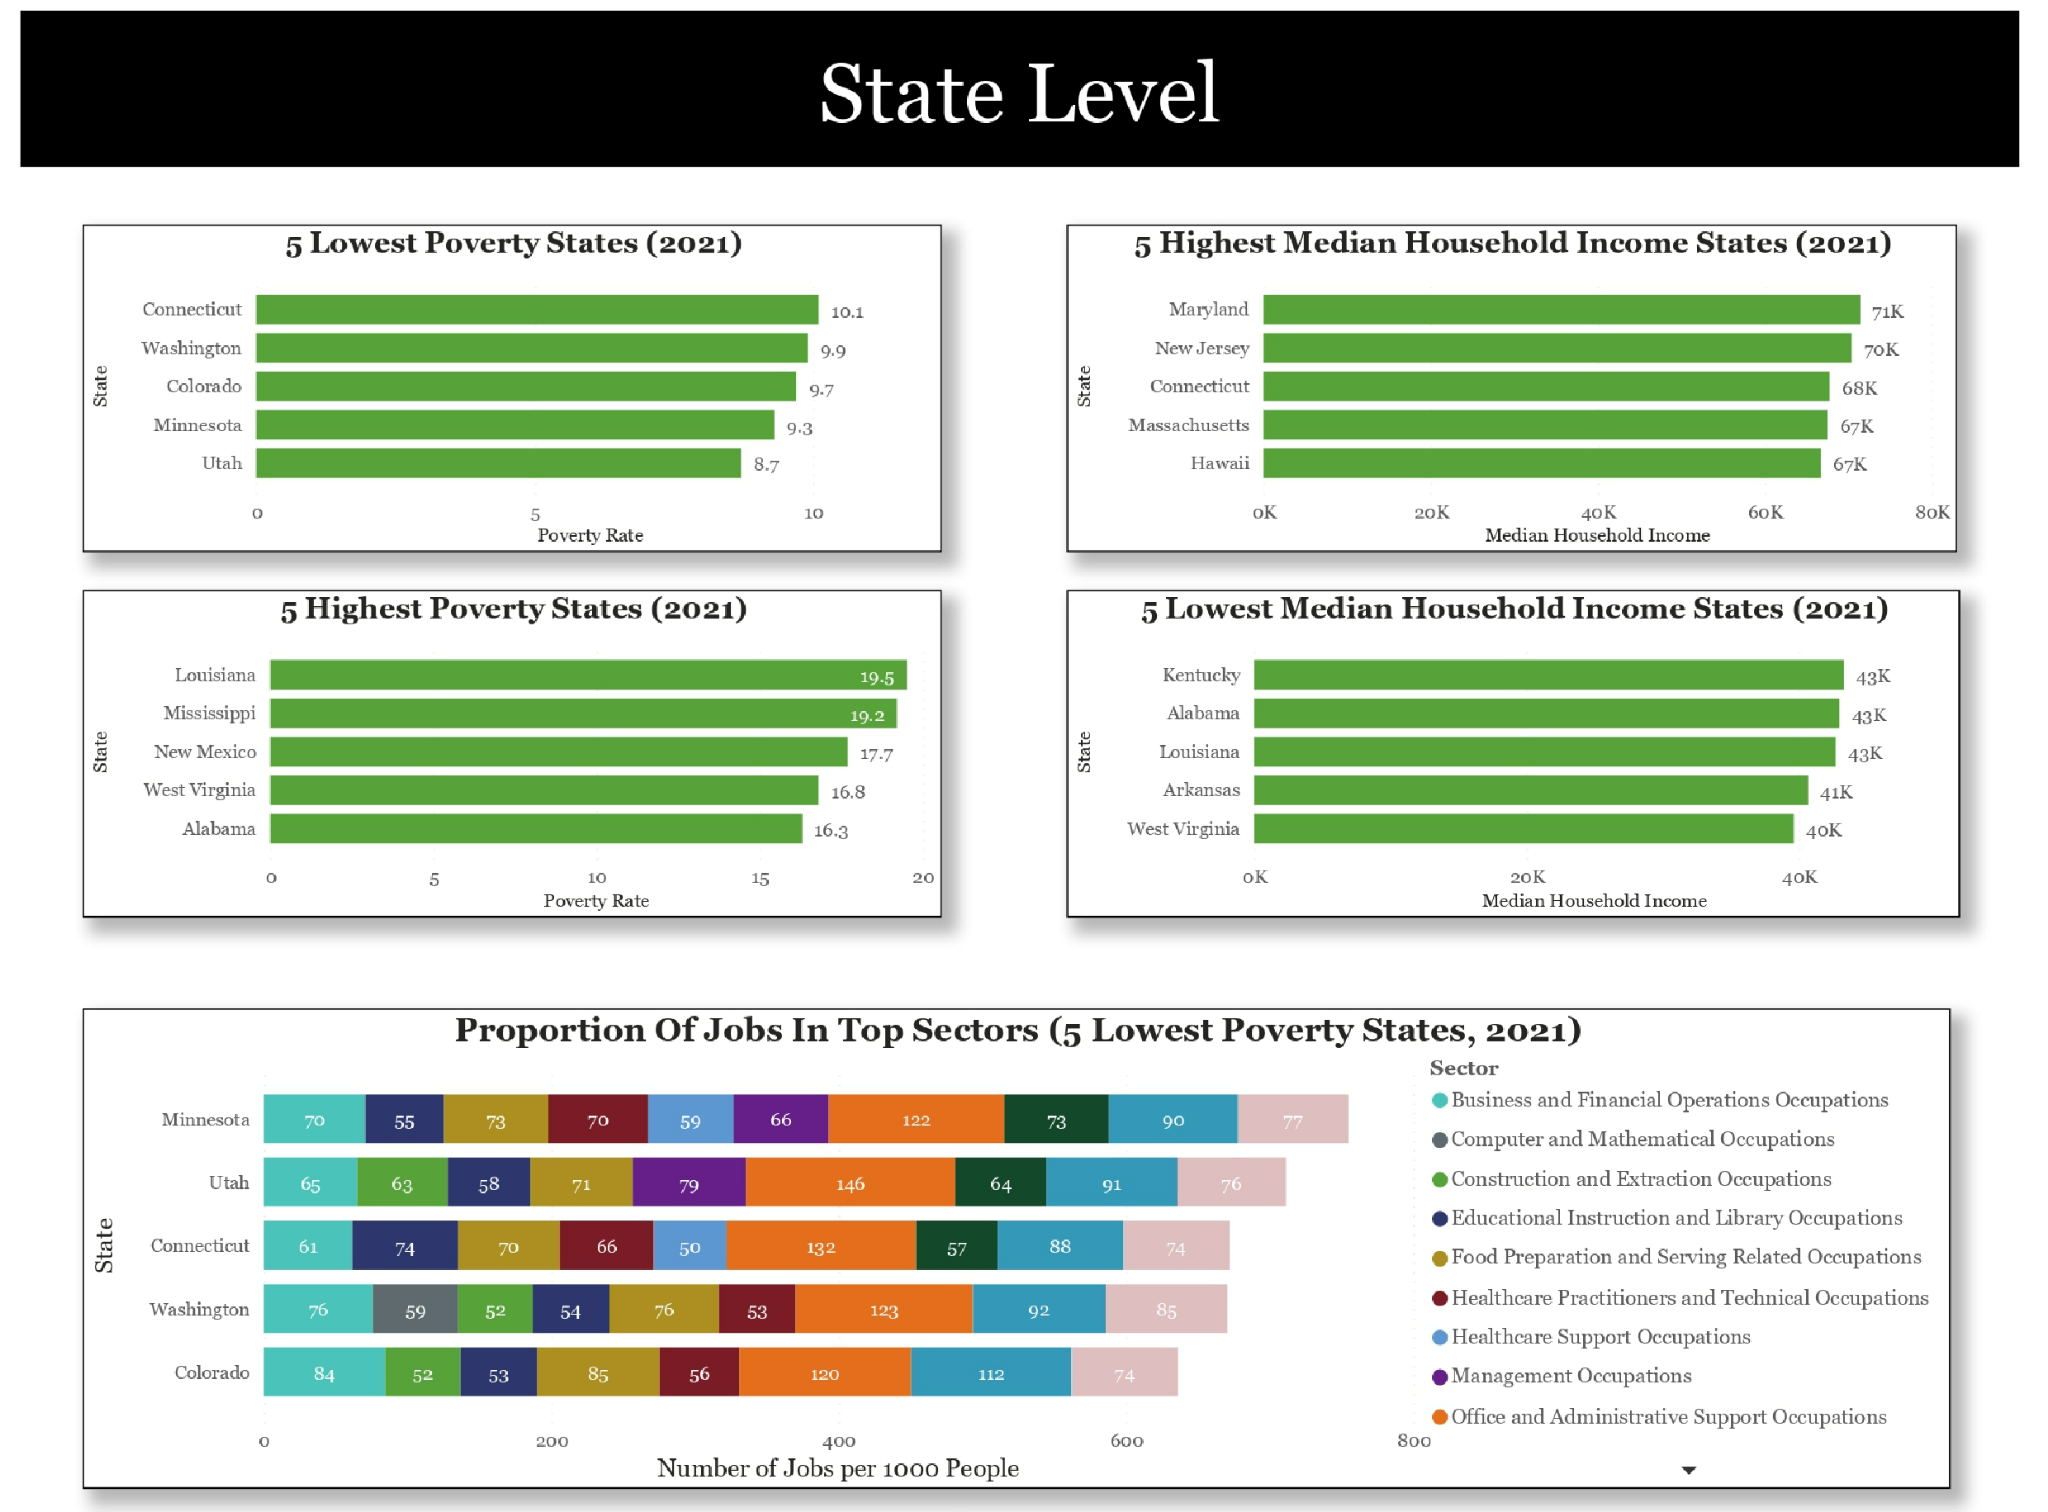 State Level
5 Lowest Poverty States (2021)
State
Connecticut 10.1
Washington 9.9
Colorado 9.7
Minnesota 9.3
Utah 8.7
0 5 10
Poverty Rate
5 Highest Median Household Income States (2021)
State
Maryland 71K
New Jersey 70K
Connecticut 68K
Massachusetts 67K
Hawaii 67K
0K 20K 40K 60K 80K
Median Household Income
5 Highest Poverty States (2021)
State
Louisiana 19.5
Mississippi 19.2
New Mexico 17.7
West Virginia 16.8
Alabama 16.3
0 5 10 15 20
Poverty Rate
5 Lowest Median Household Income States (2021)
State
Kentucky 43K
Alabama 43K
Louisiana 43K
Arkansas 41K
West Virginia 40K
0K 20K 40K
Median Household Income
Proportion Of Jobs In Top Sectors (5 Lowest Poverty States, 2021)
State
Minnesota 70 55 73 70 59 66 122 73 90 77
Utah 65 63 58 71 79 146 64 91 76
Connecticut 61 74 70 66 50 132 57 88 74
Washington 76 59 52 54 76 53 123 92 85
Colorado 84 52 53 85 56 120 112 74
0 200 400 600 800
Number of Jobs per 1000 People
Sector
Business and Financial Operations Occupations
Computer and Mathematical Occupations
Construction and Extraction Occupations
Educational Instruction and Library Occupations
Food Preparation and Serving Related Occupations
Healthcare Practitioners and Technical Occupations
Healthcare Support Occupations
Management Occupations
Office and Administrative Support Occupations